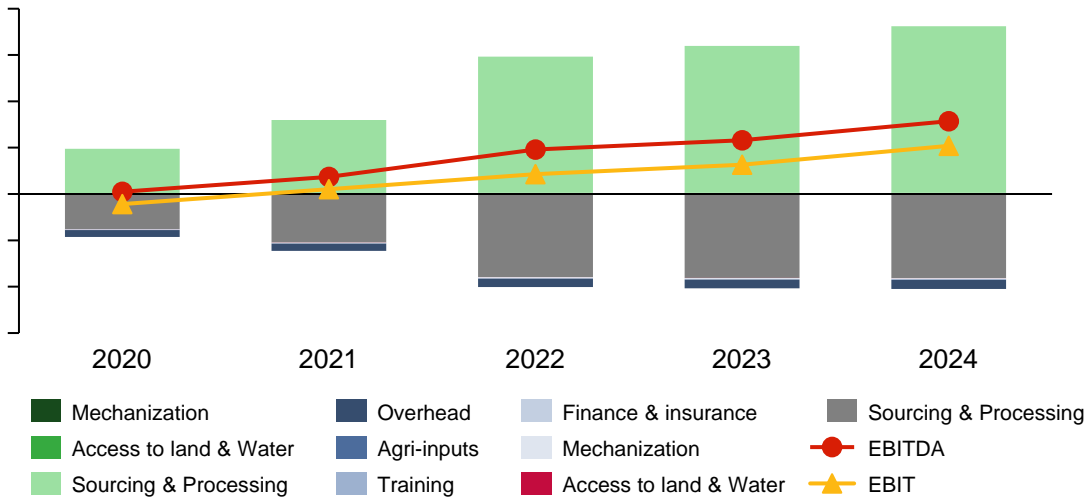 2020 2021 2022 2023 2024
Mechanization Overhead Finance & insurance Sourcing & Processing
Access to land & Water Agri-inputs Mechanization EBITDA
Sourcing & Processing Training Access to land & Water EBIT